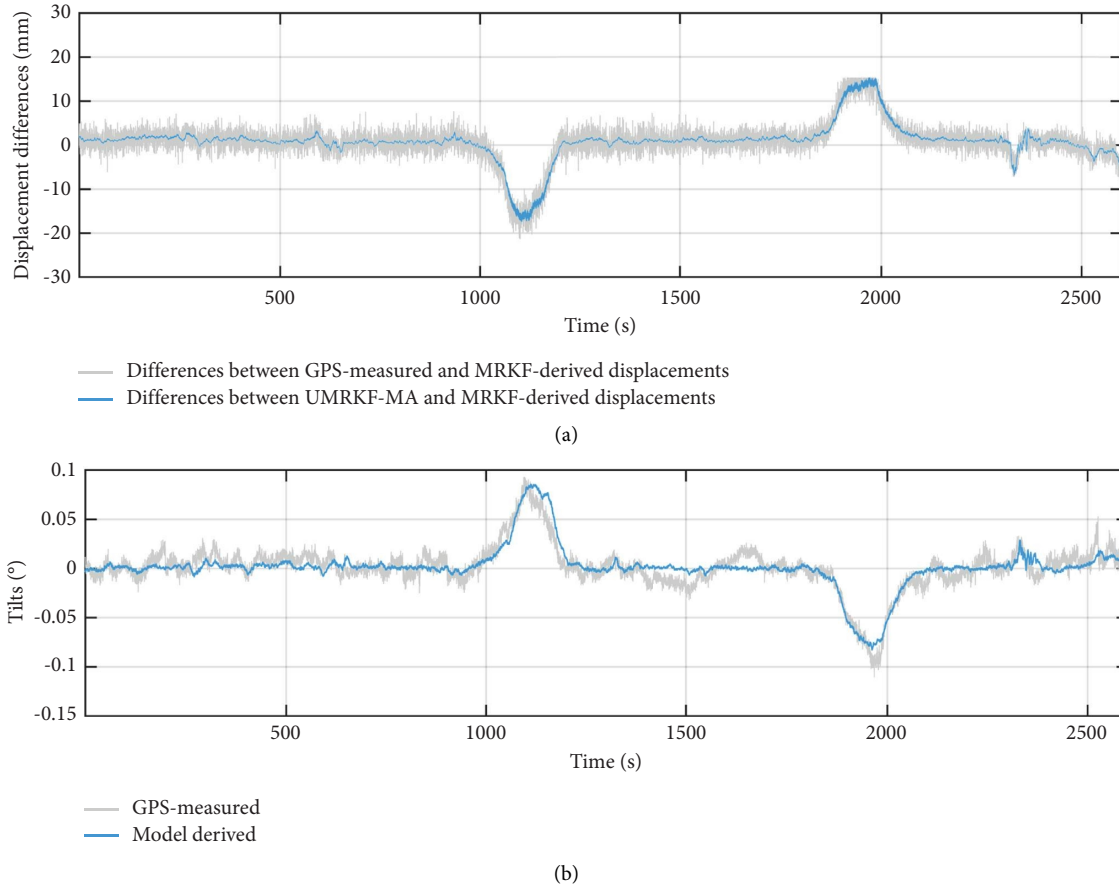 30
20
10
0
-10
-20
-30
Displacement differences (mm)
500
1000
1500
2000
2500
Time (s)
Differences between GPS-measured and MRKF-derived displacements
Differences between UMRKF-MA and MRKF-derived displacements
(a)
0.1
0.05
0
-0.05
-0.1
-0.15
Tilts (°)
500
1000
1500
2000
2500
Time (s)
GPS-measured
Model derived
(b)